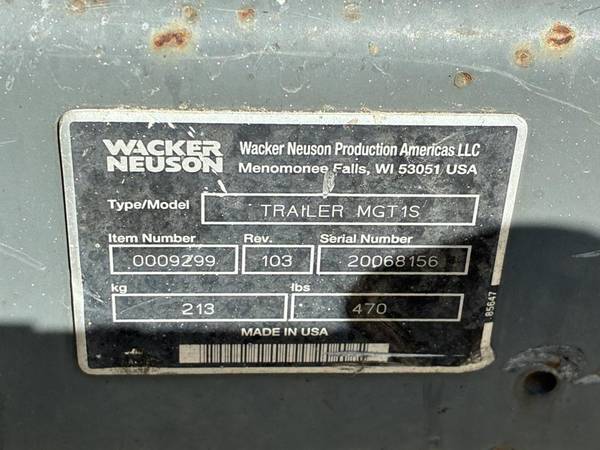 WACKER NEUSON
Wacker Neuson Production Americas LLC
Menomonee Falls, WI 53051 USA
Type/Model TRAILER MGT1S
Item Number Rev. Serial Number
0009299 103 20068156
kg lbs
213 470
85647
MADE IN USA